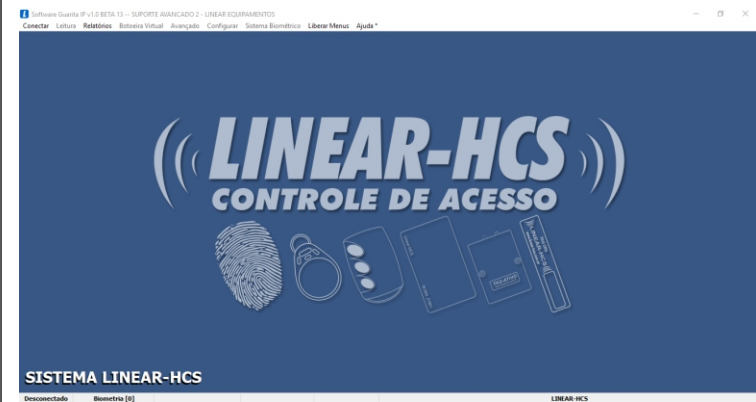 Software Guarita IP v1.0 BETA 13 -- SUPORTE AVANCADO 2 - LINEAR EQUIPAMENTOS
Conectar Leitura Relatórios Botoeira Virtual Avançado Configurar Sistema Biométrico Liberar Menus Ajuda *
LINEAR-HCS
CONTROLE DE ACESSO
SISTEMA LINEAR-HCS
Desconectado Biometria [0] LINEAR-HCS